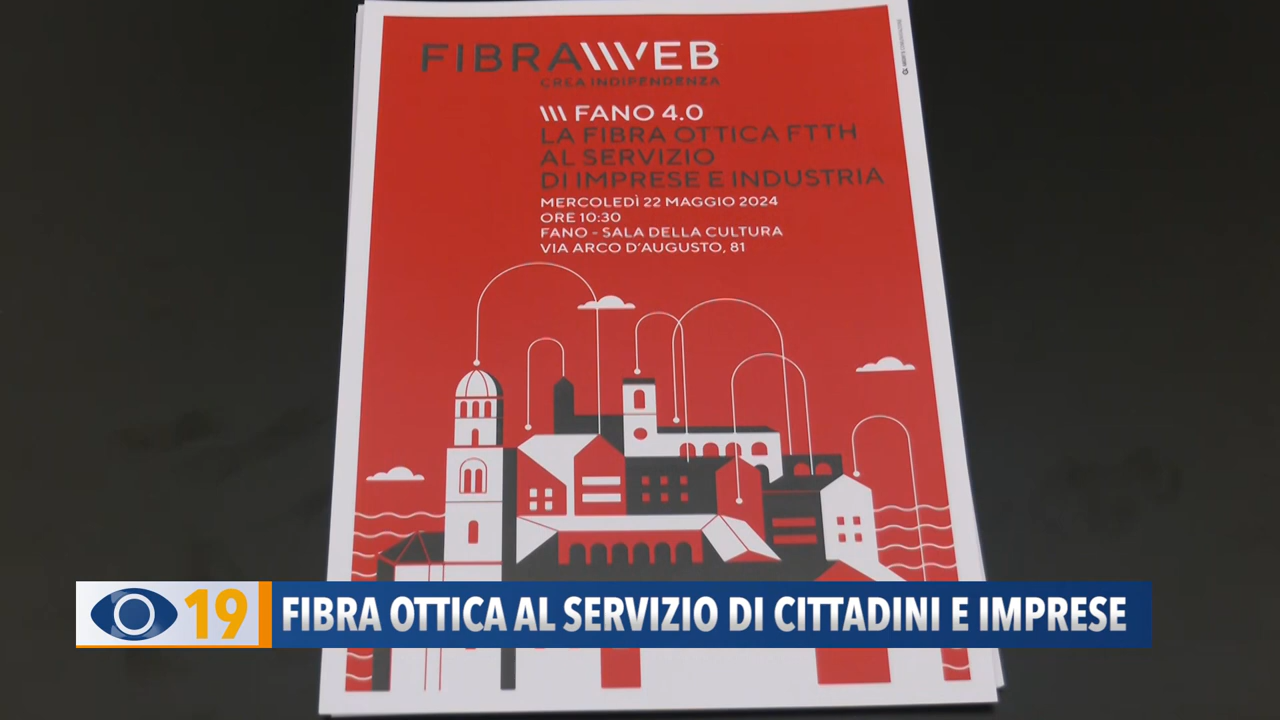 FIBRAWEB
CREA INDIPENDENZA
\\\ FANO 4.0
LA FIBRA OTTICA FTTH
AL SERVIZIO
DI IMPRESE E INDUSTRIA
MERCOLEDÌ 22 MAGGIO 2024
ORE 10:30
FANO - SALA DELLA CULTURA
VIA ARCO D'AUGUSTO, 81
19
FIBRA OTTICA AL SERVIZIO DI CITTADINI E IMPRESE